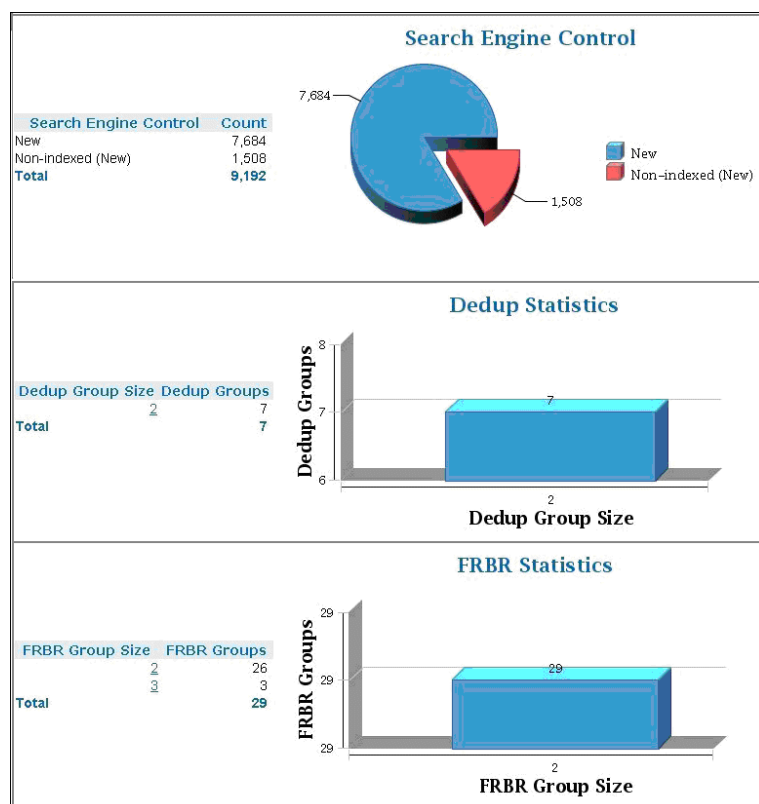 Search Engine Control
Search Engine Control Count
New 7,684
Non-indexed (New) 1,508
Total 9,192
7,684
1,508
New
Non-indexed (New)
Dedup Statistics
Dedup Group Size Dedup Groups
2 7
Total 7
Dedup Groups
8
7
6
7
2
Dedup Group Size
FRBR Statistics
FRBR Group Size FRBR Groups
2 26
3 3
Total 29
FRBR Groups
29
29
29
29
2
FRBR Group Size